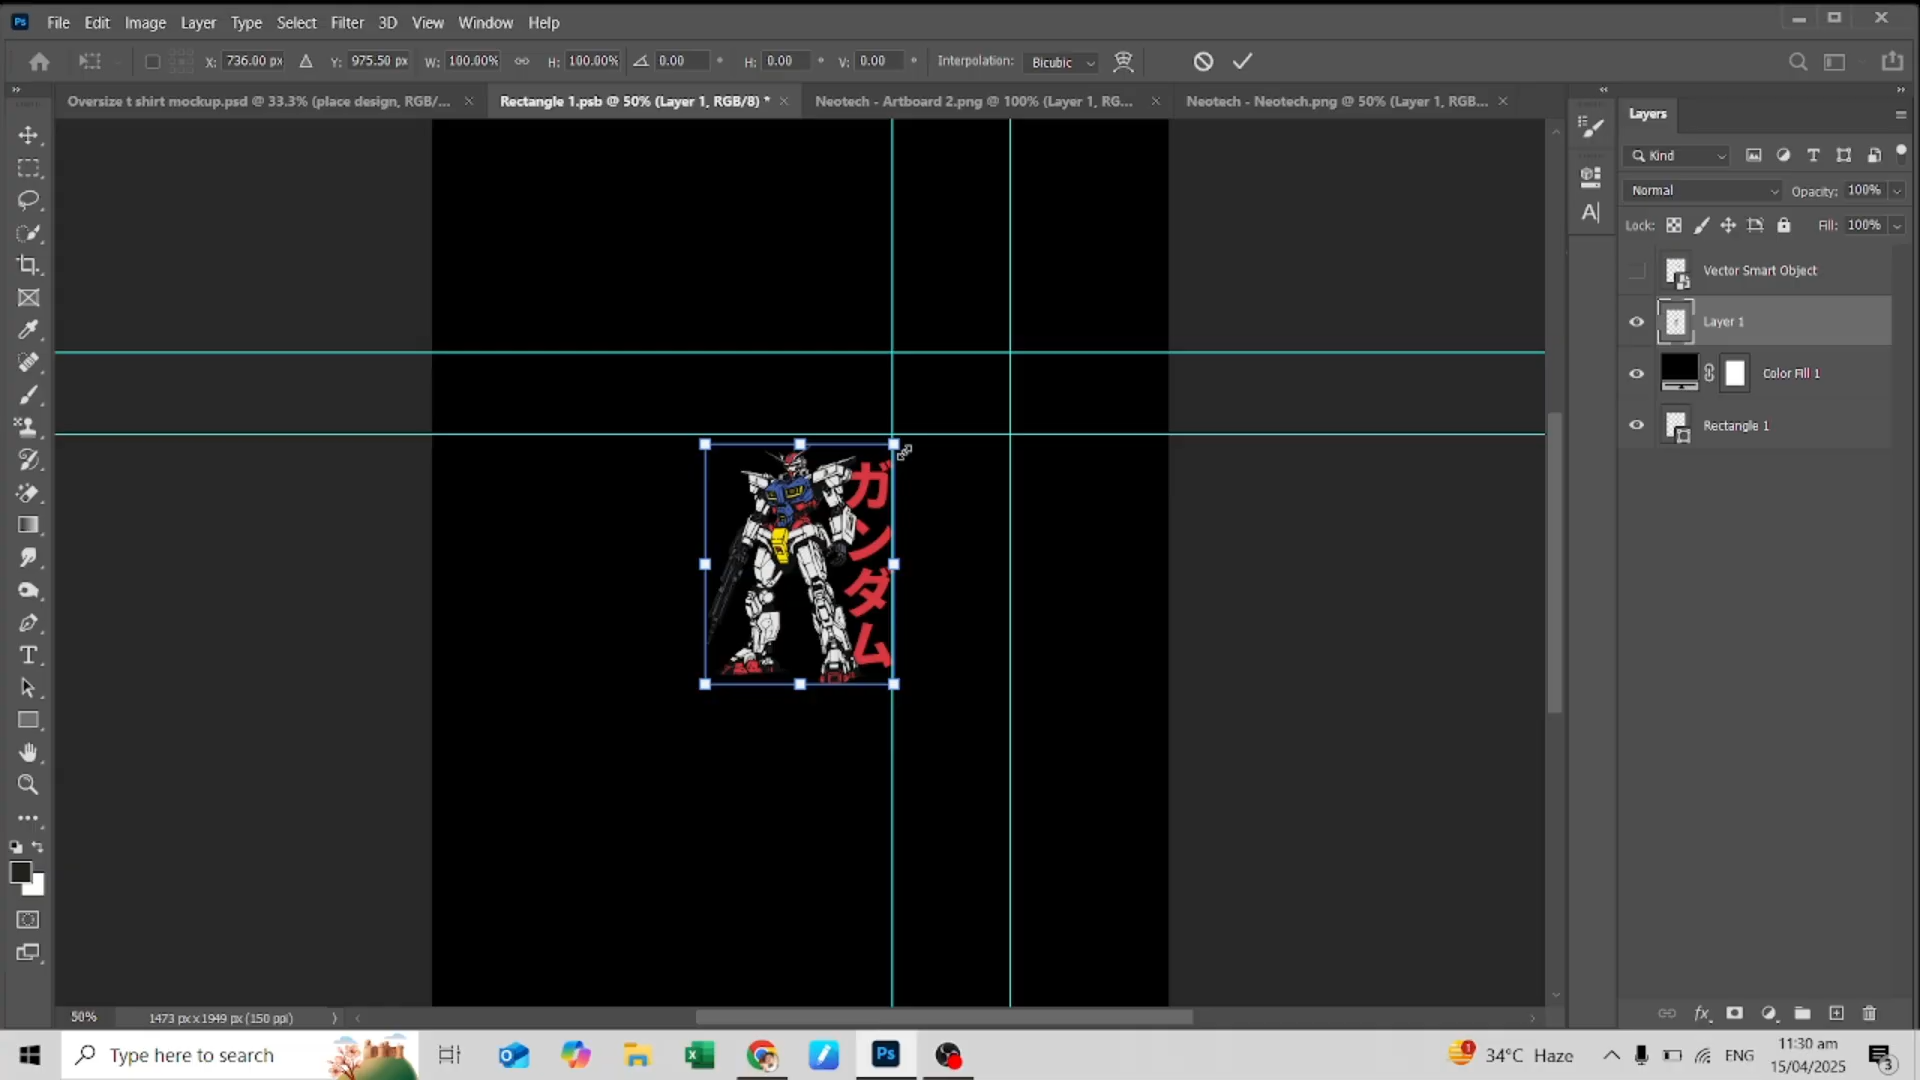 Ps File Edit Image Layer Type Select Filter 3D View Window Help
X: 736.00 px Y: 975.50 px W: 100.00% H: 100.00% 0.00 ° H: 0.00 ° V: 0.00 ° Interpolation: Bicubic
Oversize t shirt mockup.psd @ 33.3% (place design, RGB/... Rectangle 1.psb @ 50% (Layer 1, RGB/8) * Neotech - Artboard 2.png @ 100% (Layer 1, RG... Neotech - Neotech.png @ 50% (Layer 1, RGB...
Layers
Kind
Normal Opacity: 100%
Lock: Fill: 100%
Vector Smart Object
Layer 1
Color Fill 1
Rectangle 1
ガンダム
50% 1473 px x 1949 px (150 ppi)
Type here to search
Ps
34°C Haze
ENG
11:30 am
15/04/2025
3